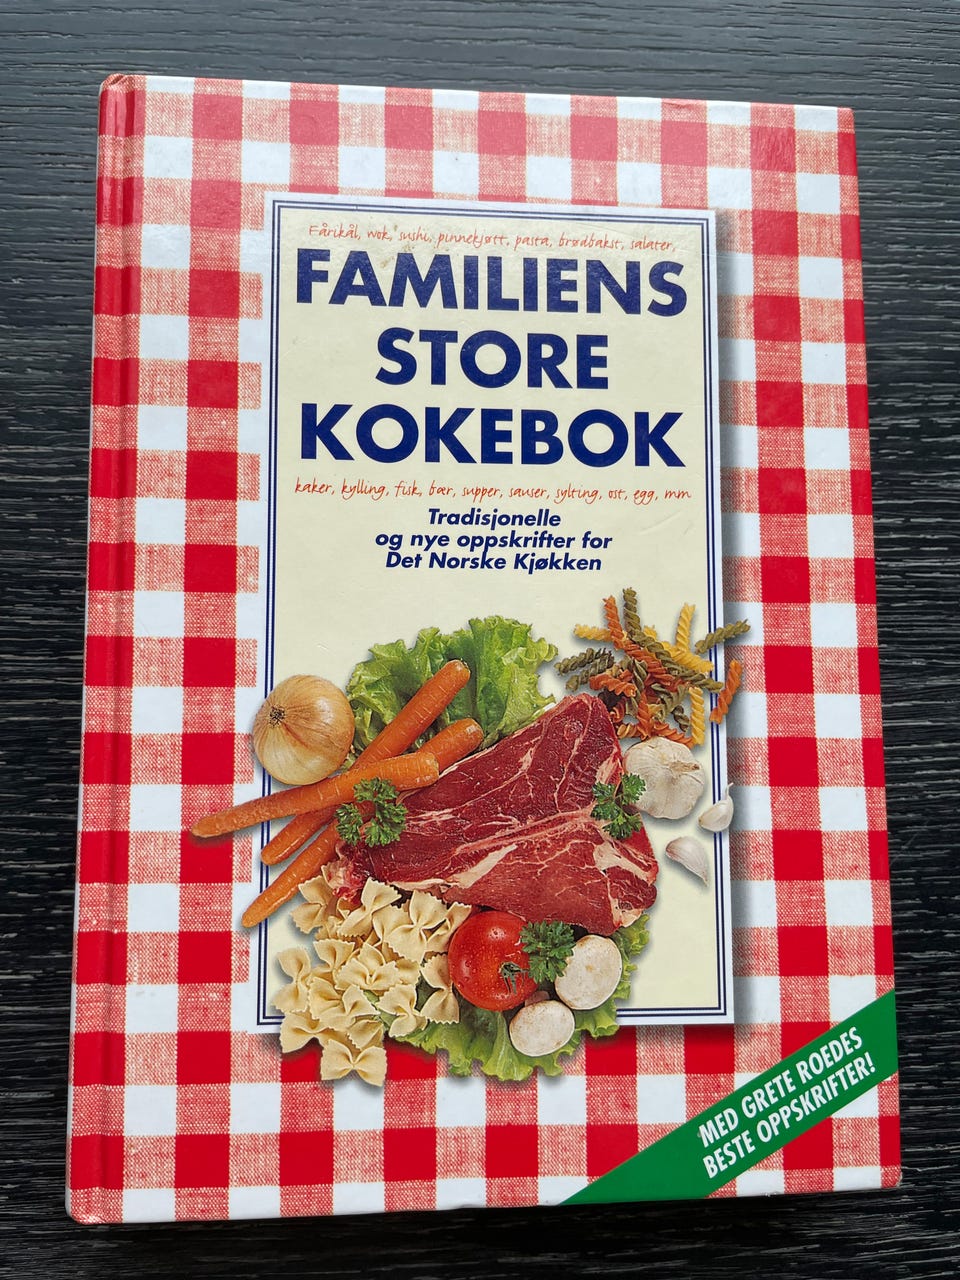 Fårikål, wok, sushi, pinnekjøtt, pasta, brødbakst, salater,
FAMILIENS
STORE
KOKEBOK
kaker, kylling, fisk, bær, supper, sauser, sylting, ost, egg, mm
Tradisjonelle
og nye oppskrifter for
Det Norske Kjøkken
MED GRETE ROEDES
BESTE OPPSKRIFTER!